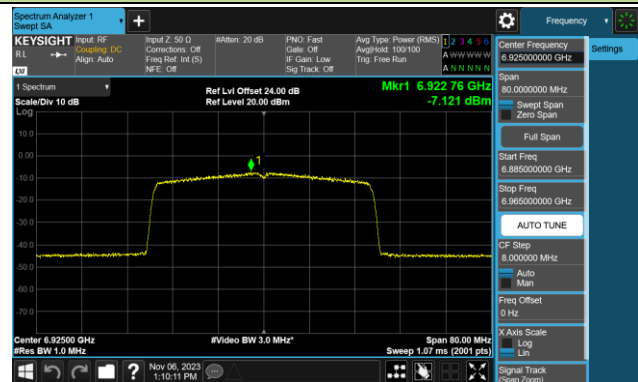 Spectrum Analyzer 1
Swept SA
Frequency
KEYSIGHT
Input: RF
Input Z: 50 Ω
#Atten: 20 dB
PNO: Fast
Avg Type: Power (RMS)
1 2 3 4 5 6
RL
Coupling: DC
Corrections: Off
Gate: Off
Avg|Hold: 100/100
A W W W W W
Align: Auto
Freq Ref: Int (S)
IF Gain: Low
Trig: Free Run
NFE: Off
Sig Track: Off
A N N N N N
LXI
1 Spectrum
Ref Lvl Offset 24.00 dB
Mkr1 6.922 76 GHz
Scale/Div 10 dB
Ref Level 20.00 dBm
-7.121 dBm
Log
10.0
0.00
-10.0
-20.0
-30.0
-40.0
-50.0
-60.0
-70.0
1
Center 6.92500 GHz
#Video BW 3.0 MHz*
Span 80.00 MHz
#Res BW 1.0 MHz
Sweep 1.07 ms (2001 pts)
Nov 06, 2023
1:10:11 PM
Center Frequency
6.925000000 GHz
Settings
Span
80.0000000 MHz
Swept Span
Zero Span
Full Span
Start Freq
6.885000000 GHz
Stop Freq
6.965000000 GHz
AUTO TUNE
CF Step
8.000000 MHz
Auto
Man
Freq Offset
0 Hz
X Axis Scale
Log
Lin
Signal Track
(Span Zoom)